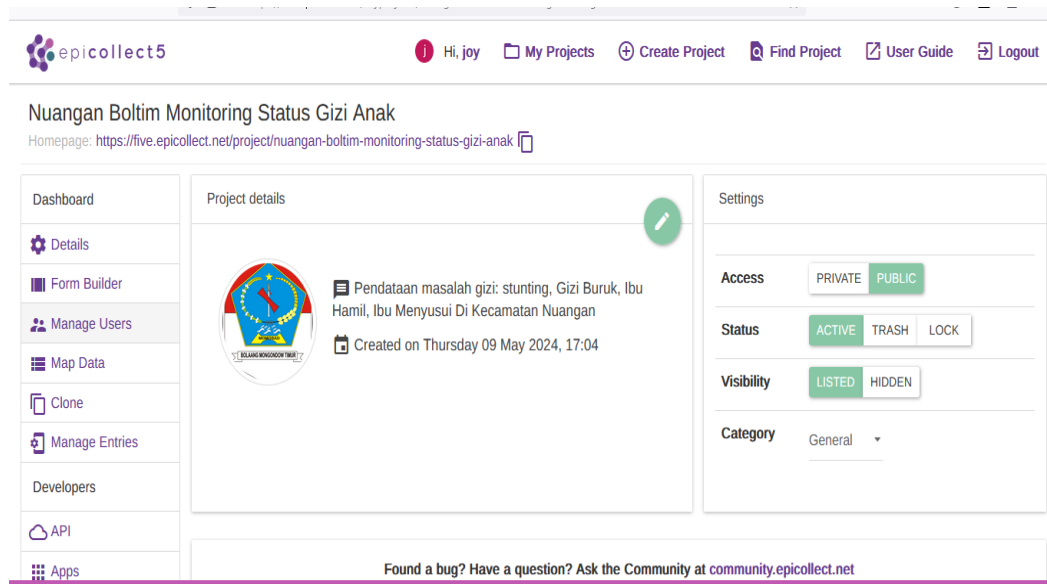 epicollect5
j Hi, joy My Projects Create Project Find Project User Guide Logout
Nuangan Boltim Monitoring Status Gizi Anak
Homepage: https://five.epicollect.net/project/nuangan-boltim-monitoring-status-gizi-anak
Dashboard
Details
Form Builder
Manage Users
Map Data
Clone
Manage Entries
Developers
API
Apps
Project details
BOLAANG MONGONDOW TIMUR
Pendataan masalah gizi: stunting, Gizi Buruk, Ibu
Hamil, Ibu Menyusui Di Kecamatan Nuangan
Created on Thursday 09 May 2024, 17:04
Settings
Access PRIVATE PUBLIC
Status ACTIVE TRASH LOCK
Visibility LISTED HIDDEN
Category General
Found a bug? Have a question? Ask the Community at community.epicollect.net